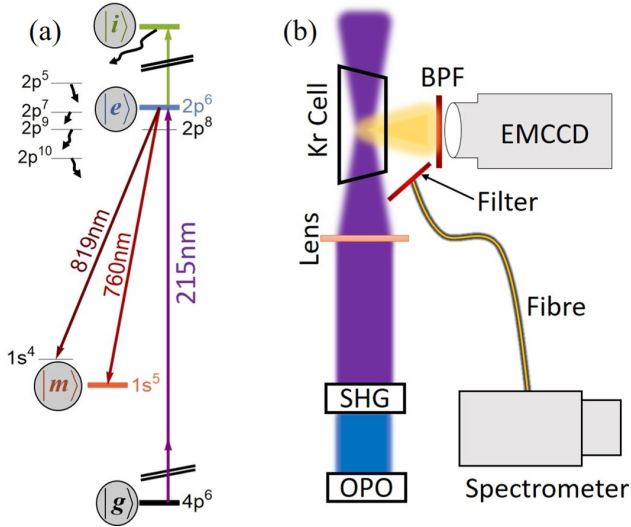 (a)
|i⟩
2p⁵
2p⁷
2p⁹
2p¹⁰
|e⟩
2p⁶
2p⁸
819nm
760nm
215nm
1s⁴
|m⟩
1s⁵
|g⟩
4p⁶
(b)
Kr Cell
BPF
EMCCD
Filter
Lens
Fibre
SHG
OPO
Spectrometer